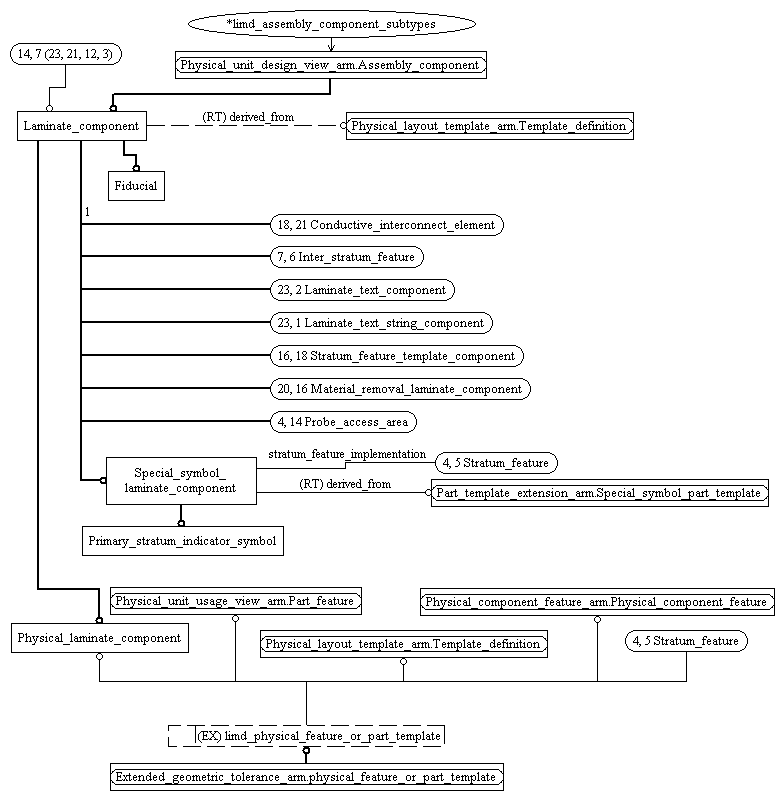 *limd_assembly_component_subtypes
14, 7 (23, 21, 12, 3)
Physical_unit_design_view_arm.Assembly_component
Laminate_component
(RT) derived_from
Physical_layout_template_arm.Template_definition
Fiducial
1
18, 21 Conductive_interconnect_element
7, 6 Inter_stratum_feature
23, 2 Laminate_text_component
23, 1 Laminate_text_string_component
16, 18 Stratum_feature_template_component
20, 16 Material_removal_laminate_component
4, 14 Probe_access_area
Special_symbol_
laminate_component
stratum_feature_implementation
4, 5 Stratum_feature
(RT) derived_from
Part_template_extension_arm.Special_symbol_part_template
Primary_stratum_indicator_symbol
Physical_unit_usage_view_arm.Part_feature
Physical_component_feature_arm.Physical_component_feature
Physical_laminate_component
Physical_layout_template_arm.Template_definition
4, 5 Stratum_feature
(EX) limd_physical_feature_or_part_template
Extended_geometric_tolerance_arm.physical_feature_or_part_template